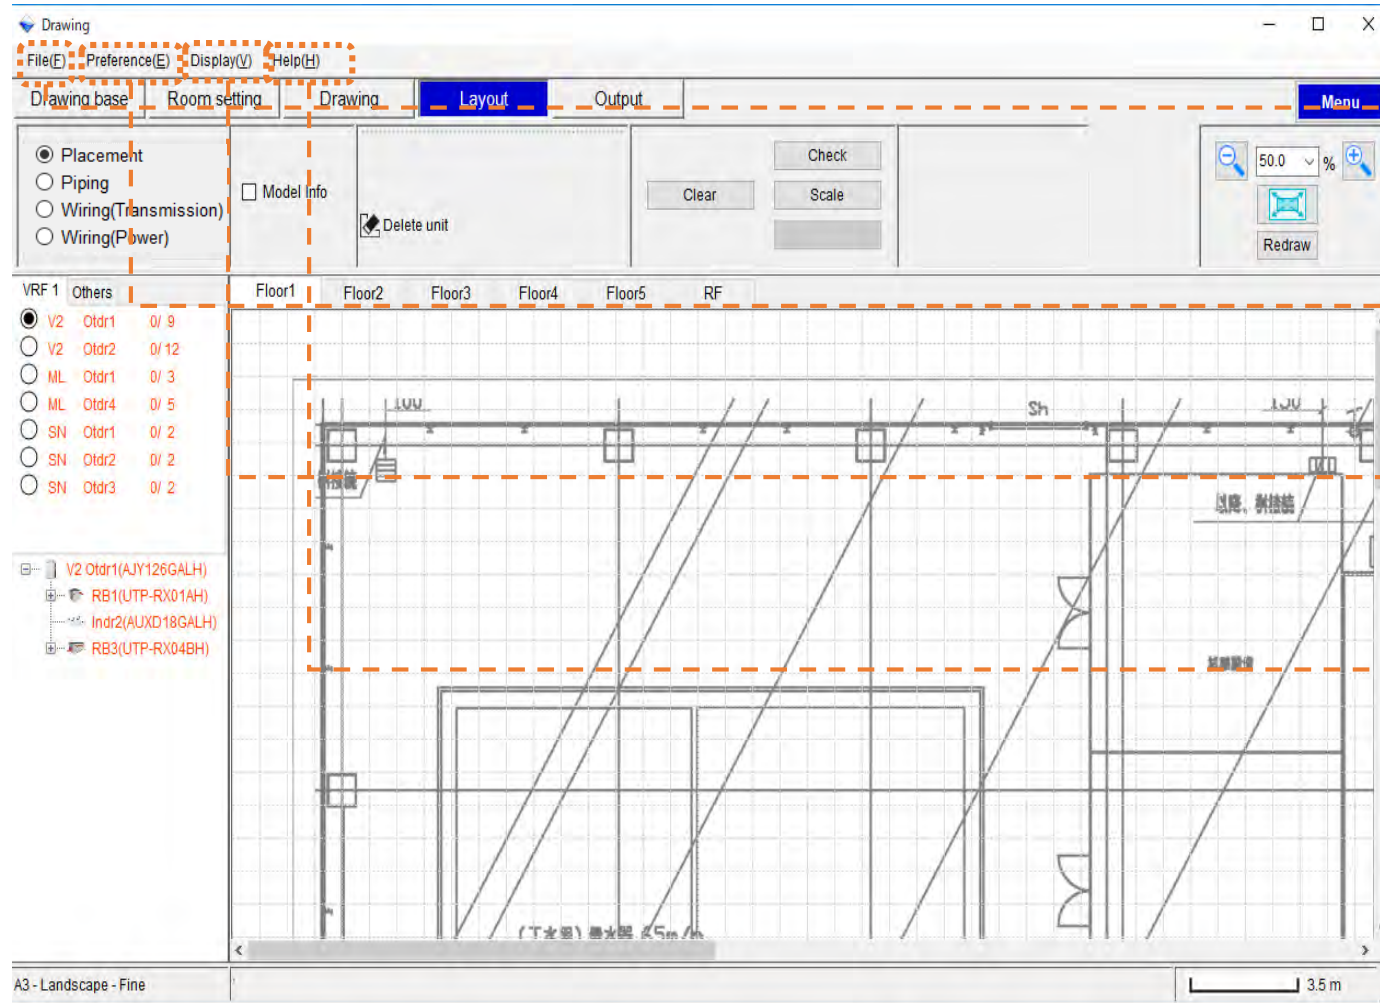 Drawing
File(F) Preference(E) Display(V) Help(H)
Drawing base Room setting Drawing Layout Output Menu
Placement
Piping
Wiring(Transmission)
Wiring(Power)
Model Info
Delete unit
Clear
Check
Scale
50.0 %
Redraw
VRF 1 Others
Floor1 Floor2 Floor3 Floor4 Floor5 RF
V2 Otdr1 0/ 9
V2 Otdr2 0/ 12
ML Otdr1 0/ 3
ML Otdr4 0/ 5
SN Otdr1 0/ 2
SN Otdr2 0/ 2
SN Otdr3 0/ 2
V2 Otdr1(AJY126GALH)
RB1(UTP-RX01AH)
Indr2(AUXD18GALH)
RB3(UTP-RX04BH)
100
Sh
150
A3 - Landscape - Fine
3.5 m